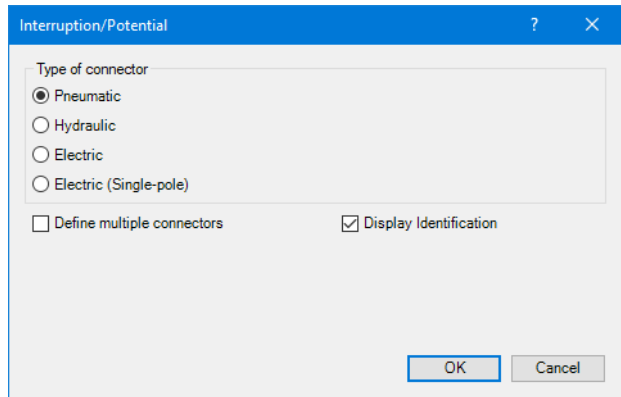 Interruption/Potential
Type of connector
Pneumatic
Hydraulic
Electric
Electric (Single-pole)
Define multiple connectors Display Identification
OK Cancel